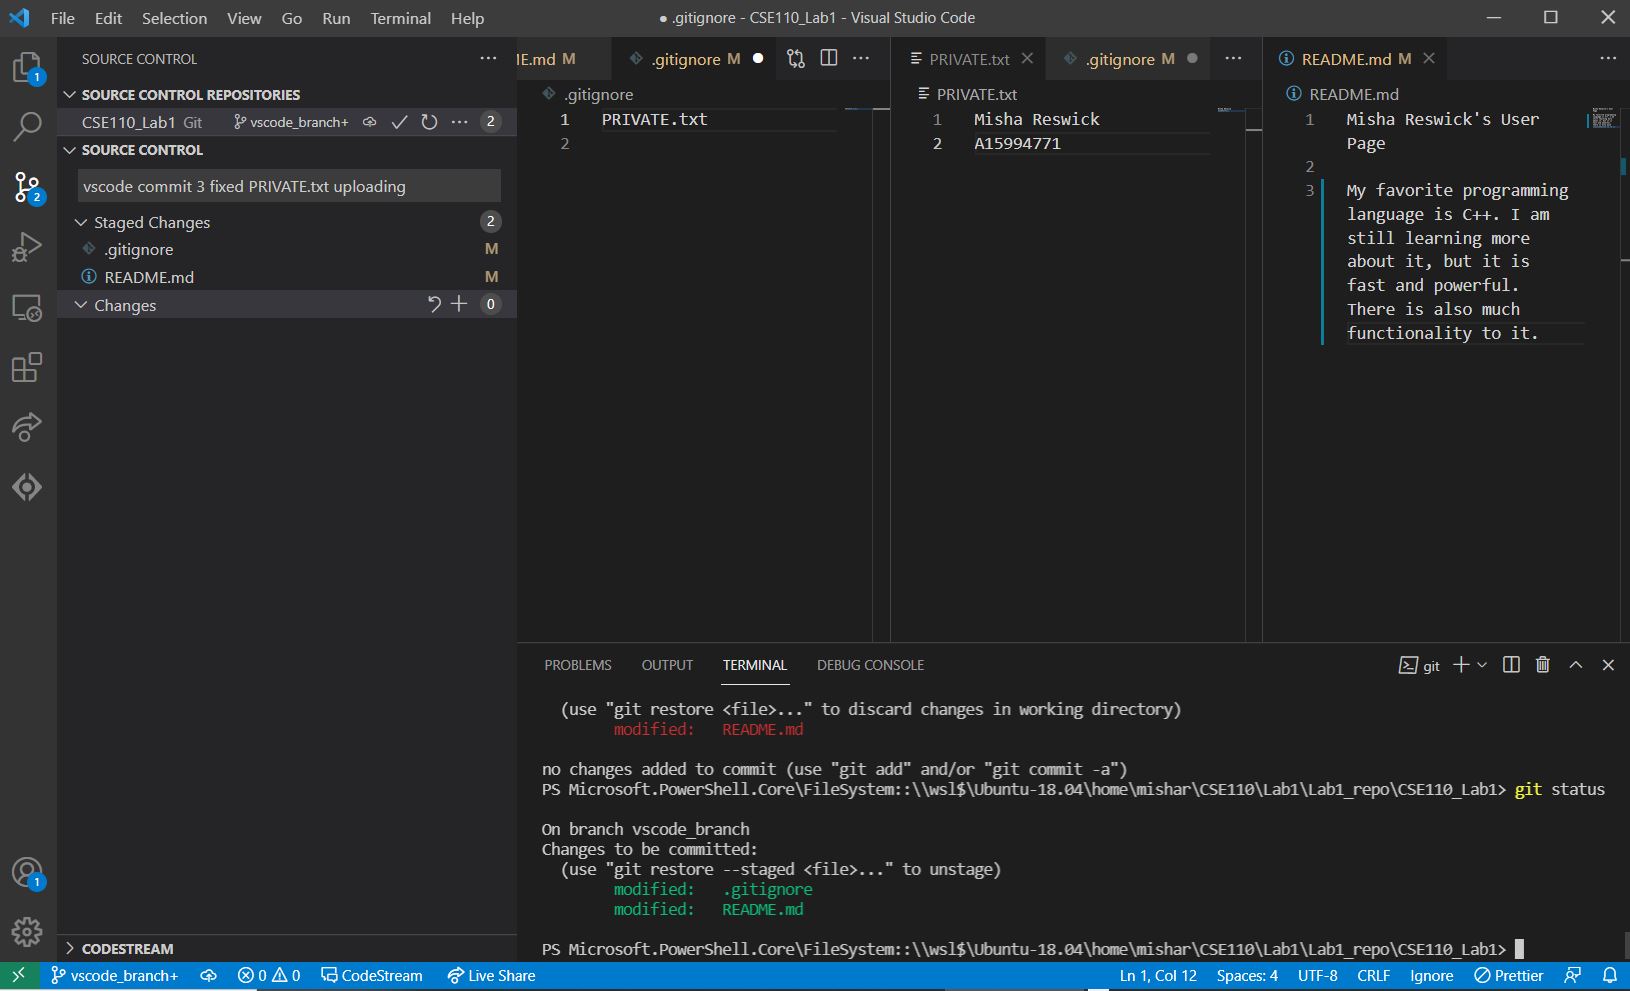 File Edit Selection View Go Run Terminal Help
● .gitignore - CSE110_Lab1 - Visual Studio Code
SOURCE CONTROL
SOURCE CONTROL REPOSITORIES
CSE110_Lab1 Git vscode_branch+ 2
SOURCE CONTROL
vscode commit 3 fixed PRIVATE.txt uploading
Staged Changes 2
.gitignore M
README.md M
Changes 0
CODESTREAM
1
2
1
IE.md M .gitignore M
.gitignore
1 PRIVATE.txt
2
PRIVATE.txt .gitignore M
PRIVATE.txt
1 Misha Reswick
2 A15994771
README.md M
README.md
1 Misha Reswick's User
Page
2
3 My favorite programming
language is C++. I am
still learning more
about it, but it is
fast and powerful.
There is also much
functionality to it.
PROBLEMS OUTPUT TERMINAL DEBUG CONSOLE git
(use "git restore <file>..." to discard changes in working directory)
modified: README.md
no changes added to commit (use "git add" and/or "git commit -a")
PS Microsoft.PowerShell.Core\FileSystem::\\wsl$\Ubuntu-18.04\home\mishar\CSE110\Lab1\Lab1_repo\CSE110_Lab1> git status
On branch vscode_branch
Changes to be committed:
(use "git restore --staged <file>..." to unstage)
modified: .gitignore
modified: README.md
PS Microsoft.PowerShell.Core\FileSystem::\\wsl$\Ubuntu-18.04\home\mishar\CSE110\Lab1\Lab1_repo\CSE110_Lab1>
vscode_branch+ 0 0 CodeStream Live Share Ln 1, Col 12 Spaces: 4 UTF-8 CRLF Ignore Prettier